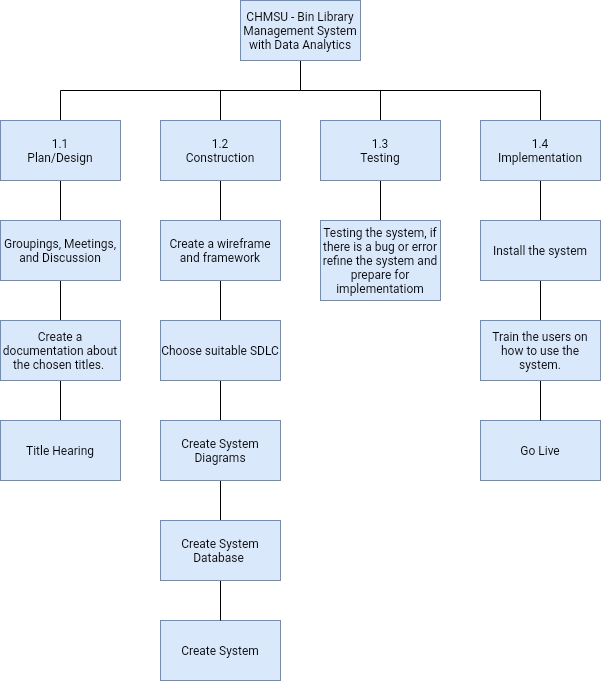 CHMSU - Bin Library
Management System
with Data Analytics
1.1
Plan/Design
1.2
Construction
1.3
Testing
1.4
Implementation
Groupings, Meetings,
and Discussion
Create a wireframe
and framework
Testing the system, if
there is a bug or error
refine the system and
prepare for
implementatiom
Install the system
Create a
documentation about
the chosen titles.
Choose suitable SDLC
Train the users on
how to use the
system.
Title Hearing
Create System
Diagrams
Go Live
Create System
Database
Create System